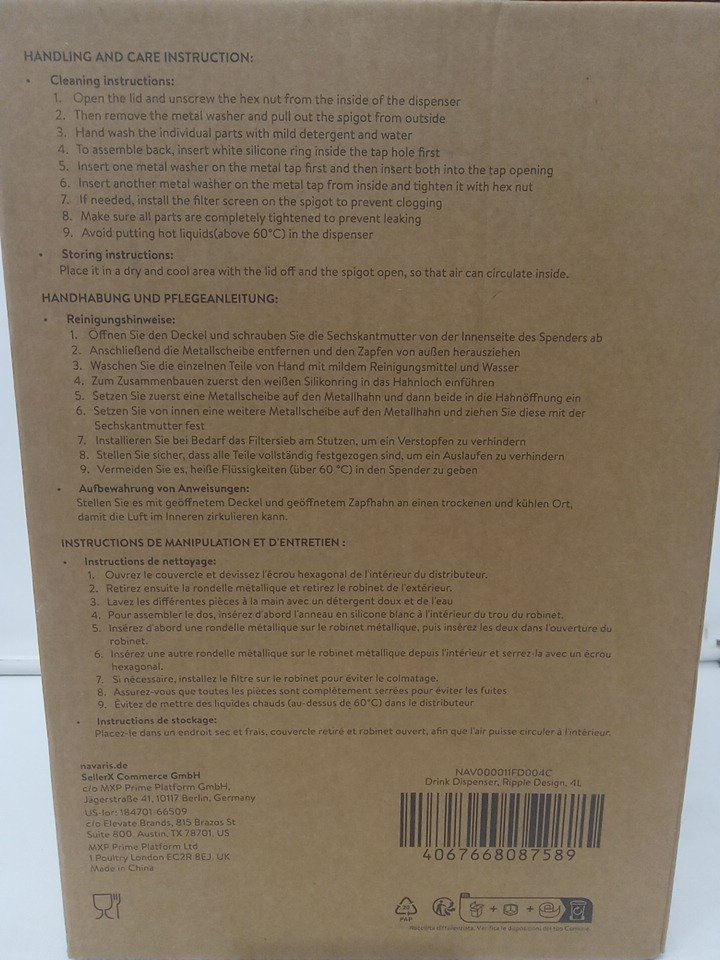 HANDLING AND CARE INSTRUCTION:
• Cleaning instructions:
1. Open the lid and unscrew the hex nut from the inside of the dispenser
2. Then remove the metal washer and pull out the spigot from outside
3. Hand wash the individual parts with mild detergent and water
4. To assemble back, insert white silicone ring inside the tap hole first
5. Insert one metal washer on the metal tap first and then insert both into the tap opening
6. Insert another metal washer on the metal tap from inside and tighten it with hex nut
7. If needed, install the filter screen on the spigot to prevent clogging
8. Make sure all parts are completely tightened to prevent leaking
9. Avoid putting hot liquids(above 60°C) in the dispenser
• Storing instructions:
Place it in a dry and cool area with the lid off and the spigot open, so that air can circulate inside.
HANDHABUNG UND PFLEGEANLEITUNG:
• Reinigungshinweise:
1. Öffnen Sie den Deckel und schrauben Sie die Sechskantmutter von der Innenseite des Spenders ab
2. Anschließend die Metallscheibe entfernen und den Zapfen von außen herausziehen
3. Waschen Sie die einzelnen Teile von Hand mit mildem Reinigungsmittel und Wasser
4. Zum Zusammenbauen zuerst den weißen Silikonring in das Hahnloch einführen
5. Setzen Sie zuerst eine Metallscheibe auf den Metallhahn und dann beide in die Hahnöffnung ein
6. Setzen Sie von innen eine weitere Metallscheibe auf den Metallhahn und ziehen Sie diese mit der
Sechskantmutter fest
7. Installieren Sie bei Bedarf das Filtersieb am Stutzen, um ein Verstopfen zu verhindern
8. Stellen Sie sicher, dass alle Teile vollständig festgezogen sind, um ein Auslaufen zu verhindern
9. Vermeiden Sie es, heiße Flüssigkeiten (über 60 °C) in den Spender zu geben
• Aufbewahrung von Anweisungen:
Stellen Sie es mit geöffnetem Deckel und geöffnetem Zapfhahn an einen trockenen und kühlen Ort,
damit die Luft im Inneren zirkulieren kann.
INSTRUCTIONS DE MANIPULATION ET D'ENTRETIEN :
• Instructions de nettoyage:
1. Ouvrez le couvercle et dévissez l'écrou hexagonal de l'intérieur du distributeur.
2. Retirez ensuite la rondelle métallique et retirez le robinet de l'extérieur.
3. Lavez les différentes pièces à la main avec un détergent doux et de l'eau
4. Pour assembler le dos, insérez d'abord l'anneau en silicone blanc à l'intérieur du trou du robinet.
5. Insérez d'abord une rondelle métallique sur le robinet métallique, puis insérez les deux dans l'ouverture du
robinet.
6. Insérez une autre rondelle métallique sur le robinet métallique depuis l'intérieur et serrez-la avec un écrou
hexagonal.
7. Si nécessaire, installez le filtre sur le robinet pour éviter le colmatage.
8. Assurez-vous que toutes les pièces sont complètement serrées pour éviter les fuites
9. Évitez de mettre des liquides chauds (au-dessus de 60°C) dans le distributeur
• Instructions de stockage:
Placez-le dans un endroit sec et frais, couvercle retiré et robinet ouvert, afin que l'air puisse circuler à l'intérieur.
navaris.de
SellerX Commerce GmbH
c/o MXP Prime Platform GmbH,
Jägerstraße 41, 10117 Berlin, Germany
US-Ior: 184701-66509
c/o Elevate Brands, 815 Brazos St
Suite 800, Austin, TX 78701, US
MXP Prime Platform Ltd
1 Poultry London EC2R 8EJ, UK
Made in China
NAV000011FD004C
Drink Dispenser, Ripple Design, 4L
4067668087589
20
PAP
Raccolta differenziata. Verifica le disposizioni del tuo Comune.